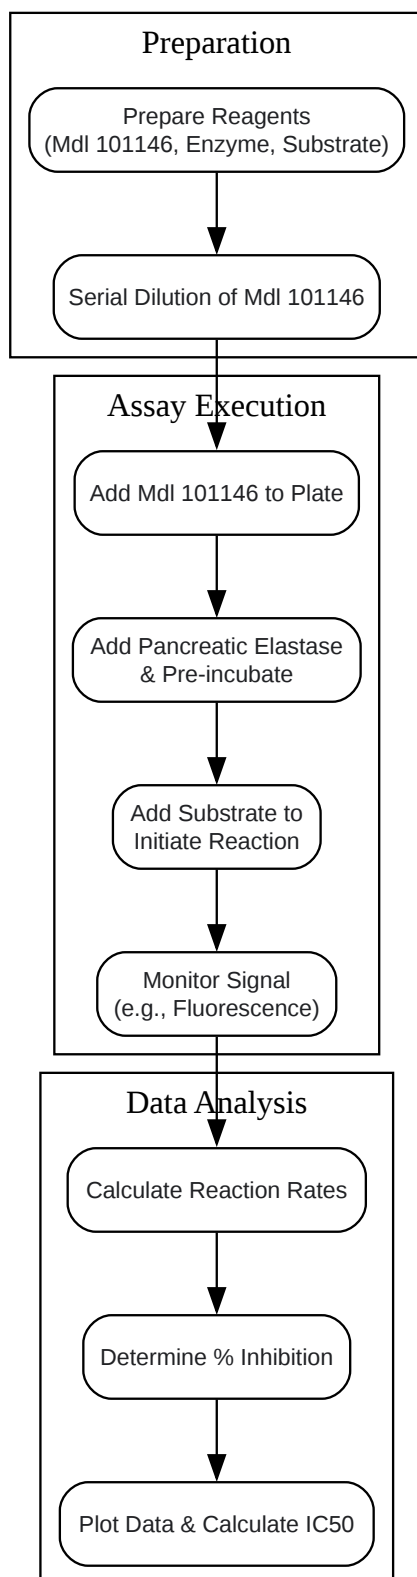 Preparation
Prepare Reagents
(Mdl 101146, Enzyme, Substrate)
Serial Dilution of Mdl 101146
Assay Execution
Add Mdl 101146 to Plate
Add Pancreatic Elastase
& Pre-incubate
Add Substrate to
Initiate Reaction
Monitor Signal
(e.g., Fluorescence)
Data Analysis
Calculate Reaction Rates
Determine % Inhibition
Plot Data & Calculate IC50